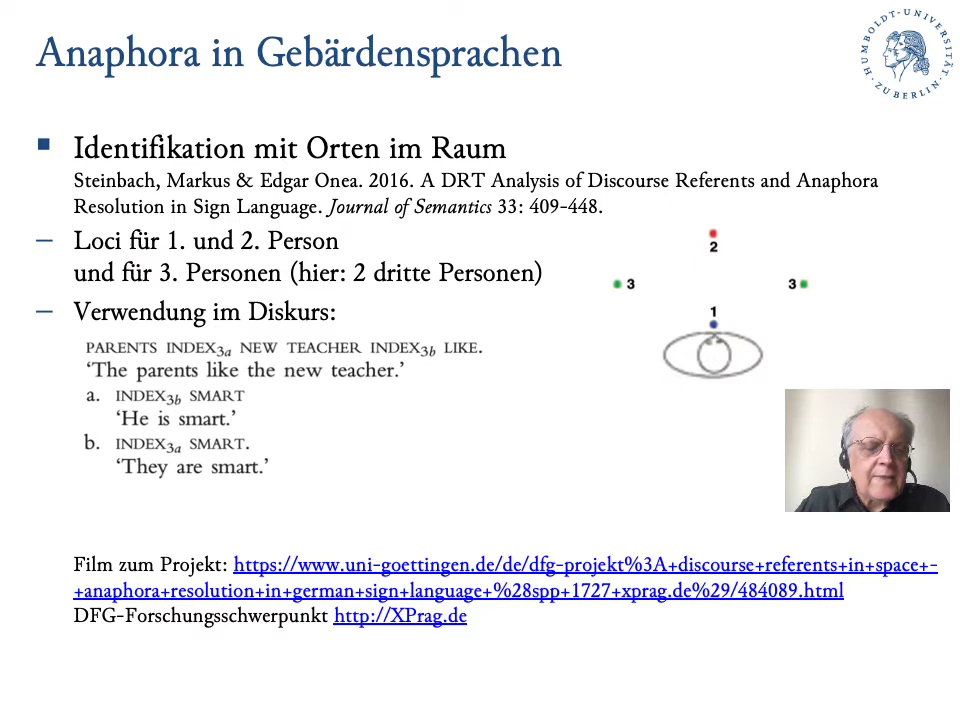 Anaphora in Gebärdensprachen
HUMBOLDT-UNIVERSITÄT
· ZU BERLIN ·
Identifikation mit Orten im Raum
Steinbach, Markus & Edgar Onea. 2016. A DRT Analysis of Discourse Referents and Anaphora
Resolution in Sign Language. Journal of Semantics 33: 409-448.
– Loci für 1. und 2. Person
und für 3. Personen (hier: 2 dritte Personen)
2
3
3
1
– Verwendung im Diskurs:
PARENTS INDEX3a NEW TEACHER INDEX3b LIKE.
‘The parents like the new teacher.’
a. INDEX3b SMART
‘He is smart.’
b. INDEX3a SMART.
‘They are smart.’
Film zum Projekt: https://www.uni-goettingen.de/de/dfg-projekt%3A+discourse+referents+in+space+-
+anaphora+resolution+in+german+sign+language+%28spp+1727+xprag.de%29/484089.html
DFG-Forschungsschwerpunkt http://XPrag.de